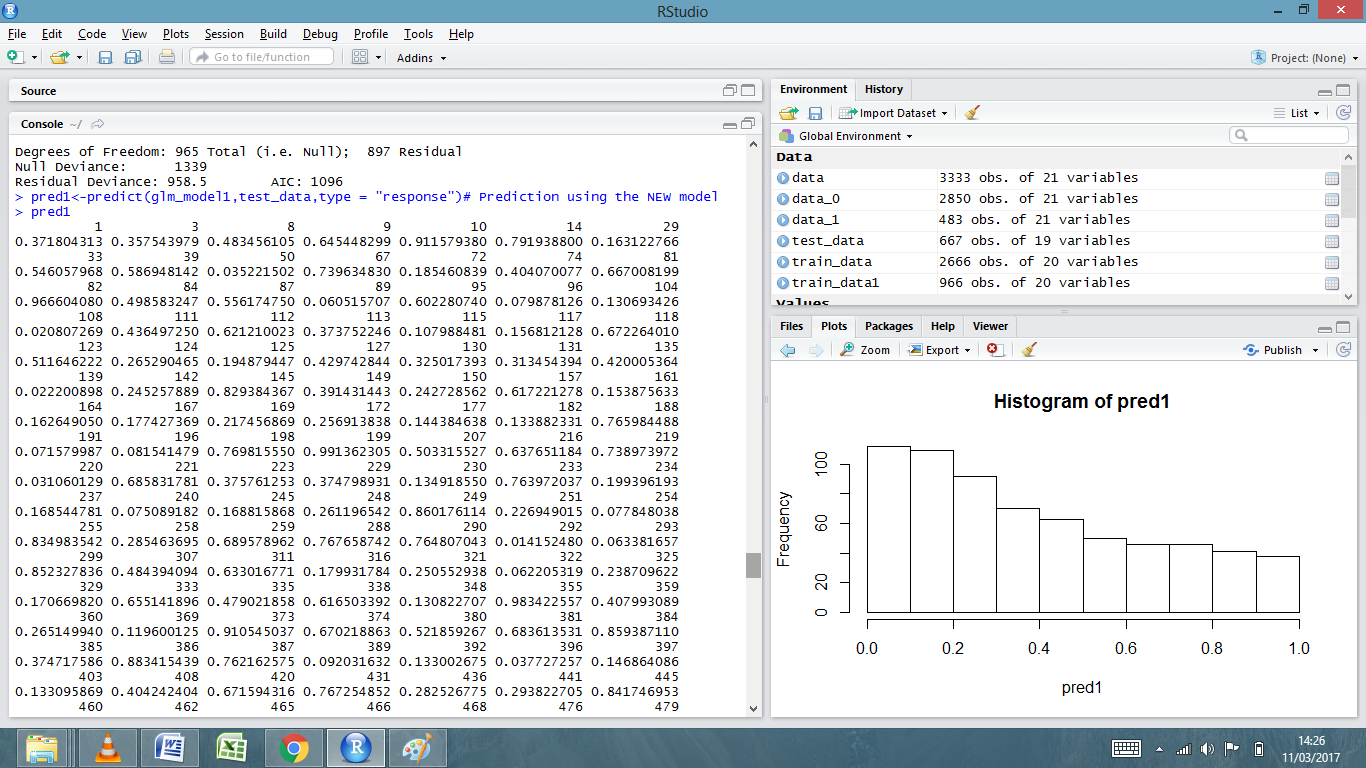 RStudio
File Edit Code View Plots Session Build Debug Profile Tools Help
Go to file/function Addins Project: (None)
Source
Console ~/
Degrees of Freedom: 965 Total (i.e. Null);  897 Residual
Null Deviance:      1339
Residual Deviance: 958.5        AIC: 1096
> pred1<-predict(glm_model1,test_data,type = "response")# Prediction using the NEW model
> pred1
1 3 8 9 10 14 29
0.371804313 0.357543979 0.483456105 0.645448299 0.911579380 0.791938800 0.163122766
33 39 50 67 72 74 81
0.546057968 0.586948142 0.035221502 0.739634830 0.185460839 0.404070077 0.667008199
82 84 87 89 95 96 104
0.966604080 0.498583247 0.556174750 0.060515707 0.602280740 0.079878126 0.130693426
108 111 112 113 115 117 118
0.020807269 0.436497250 0.621210023 0.373752246 0.107988481 0.156812128 0.672264010
123 124 125 127 130 131 135
0.511646222 0.265290465 0.194879447 0.429742844 0.325017393 0.313454394 0.420005364
139 142 145 149 150 157 161
0.022200898 0.245257889 0.829384367 0.391431443 0.242728562 0.617221278 0.153875633
164 167 169 172 177 182 188
0.162649050 0.177427369 0.217456869 0.256913838 0.144384638 0.133882331 0.765984488
191 196 198 199 207 216 219
0.071579987 0.081541479 0.769815550 0.991362305 0.503315527 0.637651184 0.738973972
220 221 223 229 230 233 234
0.031060129 0.685831781 0.375761253 0.374798931 0.134918550 0.763972037 0.199396193
237 240 245 248 249 251 254
0.168544781 0.075089182 0.168815868 0.261196542 0.860176114 0.226949015 0.077848038
255 258 259 288 290 292 293
0.834983542 0.285463695 0.689578962 0.767658742 0.764807043 0.014152480 0.063381657
299 307 311 316 321 322 325
0.852327836 0.484394094 0.633016771 0.179931784 0.250552938 0.062205319 0.238709622
329 333 335 338 348 355 359
0.170669820 0.655141896 0.479021858 0.616503392 0.130822707 0.983422557 0.407993089
360 369 373 374 380 381 384
0.265149940 0.119600125 0.910545037 0.670218863 0.521859267 0.683613531 0.859387110
385 386 387 389 392 396 397
0.374717586 0.883415439 0.762162575 0.092031632 0.133002675 0.037727257 0.146864086
403 408 420 431 436 441 445
0.133095869 0.404242404 0.671594316 0.767254852 0.282526775 0.293822705 0.841746953
460 462 465 466 468 476 479
Environment History
Import Dataset List
Global Environment
Data
data 3333 obs. of 21 variables
data_0 2850 obs. of 21 variables
data_1 483 obs. of 21 variables
test_data 667 obs. of 19 variables
train_data 2666 obs. of 20 variables
train_data1 966 obs. of 20 variables
Values
Files Plots Packages Help Viewer
Zoom Export Publish
Histogram of pred1
Frequency
100
60
20
0
0.0 0.2 0.4 0.6 0.8 1.0
pred1
14:26
11/03/2017